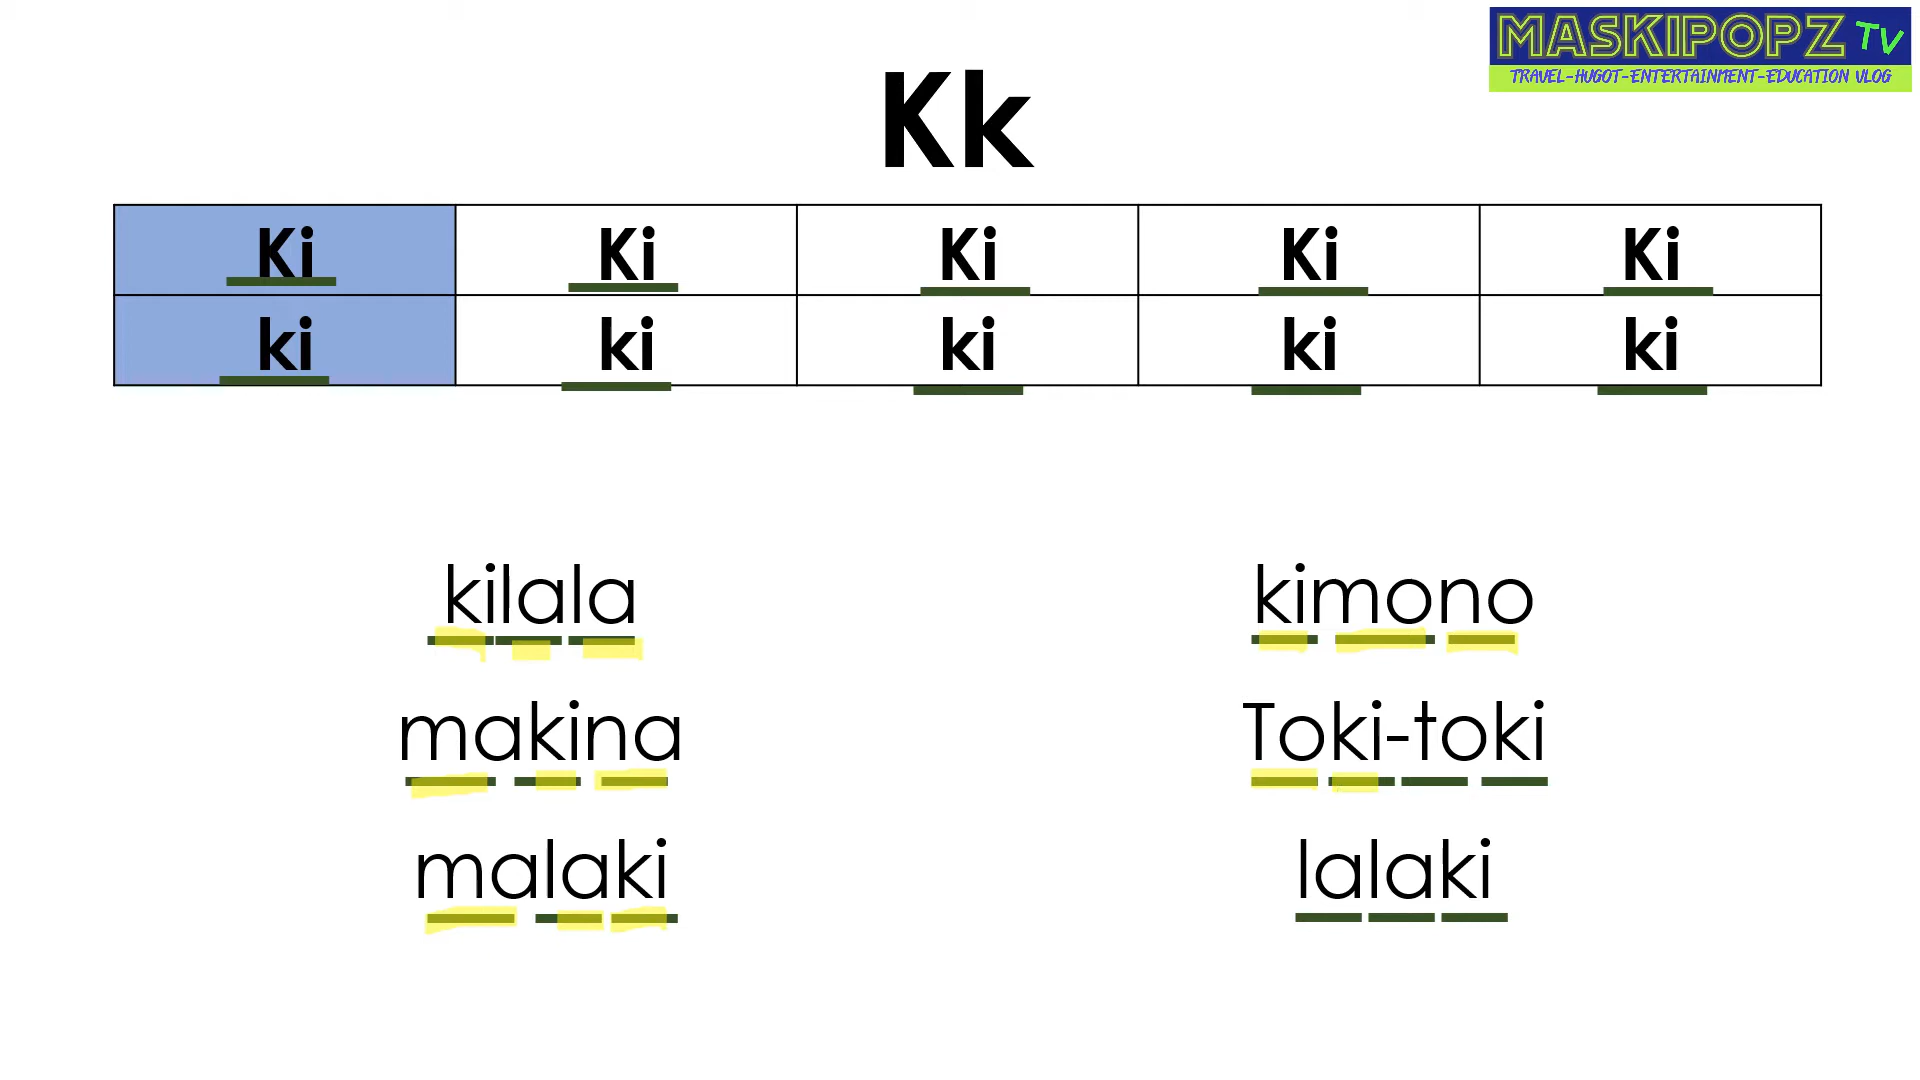 MASKIPOPZ TV
TRAVEL-HUGOT-ENTERTAINMENT-EDUCATION VLOG
Kk
Ki Ki Ki Ki Ki
ki ki ki ki ki
kilala kimono
makina Toki-toki
malaki lalaki